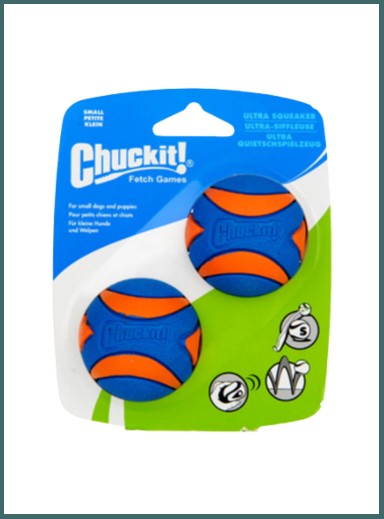 SMALL
PETITE
KLEIN
ULTRA SQUEAKER
ULTRA-SIFFLEUSE
ULTRA
QUIETSCHSPIELZEUG
Chuckit!®
Fetch Games
For small dogs and puppies
Pour petits chiens et chiots
Für kleine Hunde
und Welpen
Chuckit!
Chuckit!
S